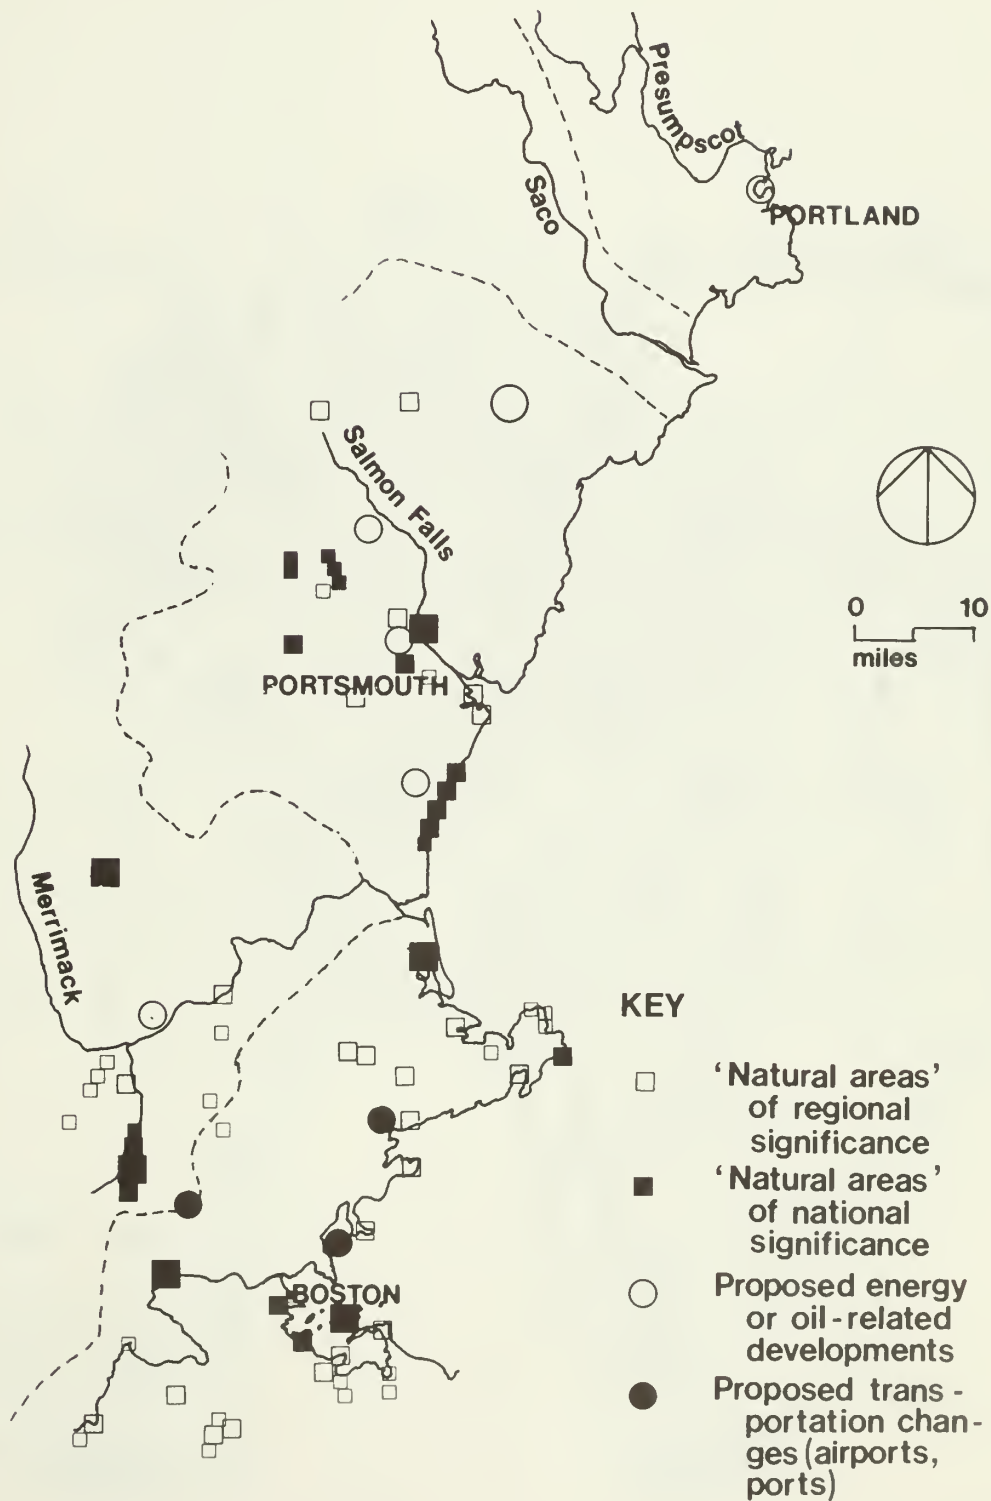 Presumpscot
Saco
PORTLAND
Salmon Falls
0 10
miles
PORTSMOUTH
Merrimack
KEY
'Natural areas'
of regional
significance
'Natural areas'
of national
significance
BOSTON
Proposed energy
or oil-related
developments
Proposed trans-
portation chan-
ges (airports,
ports)